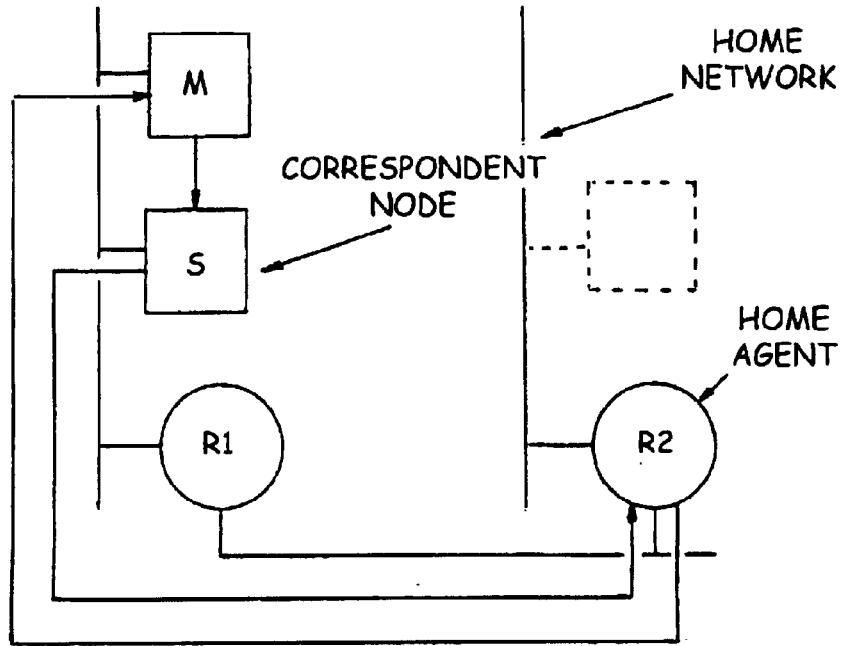 HOME
NETWORK
M
CORRESPONDENT
NODE
S
HOME
AGENT
R1
R2